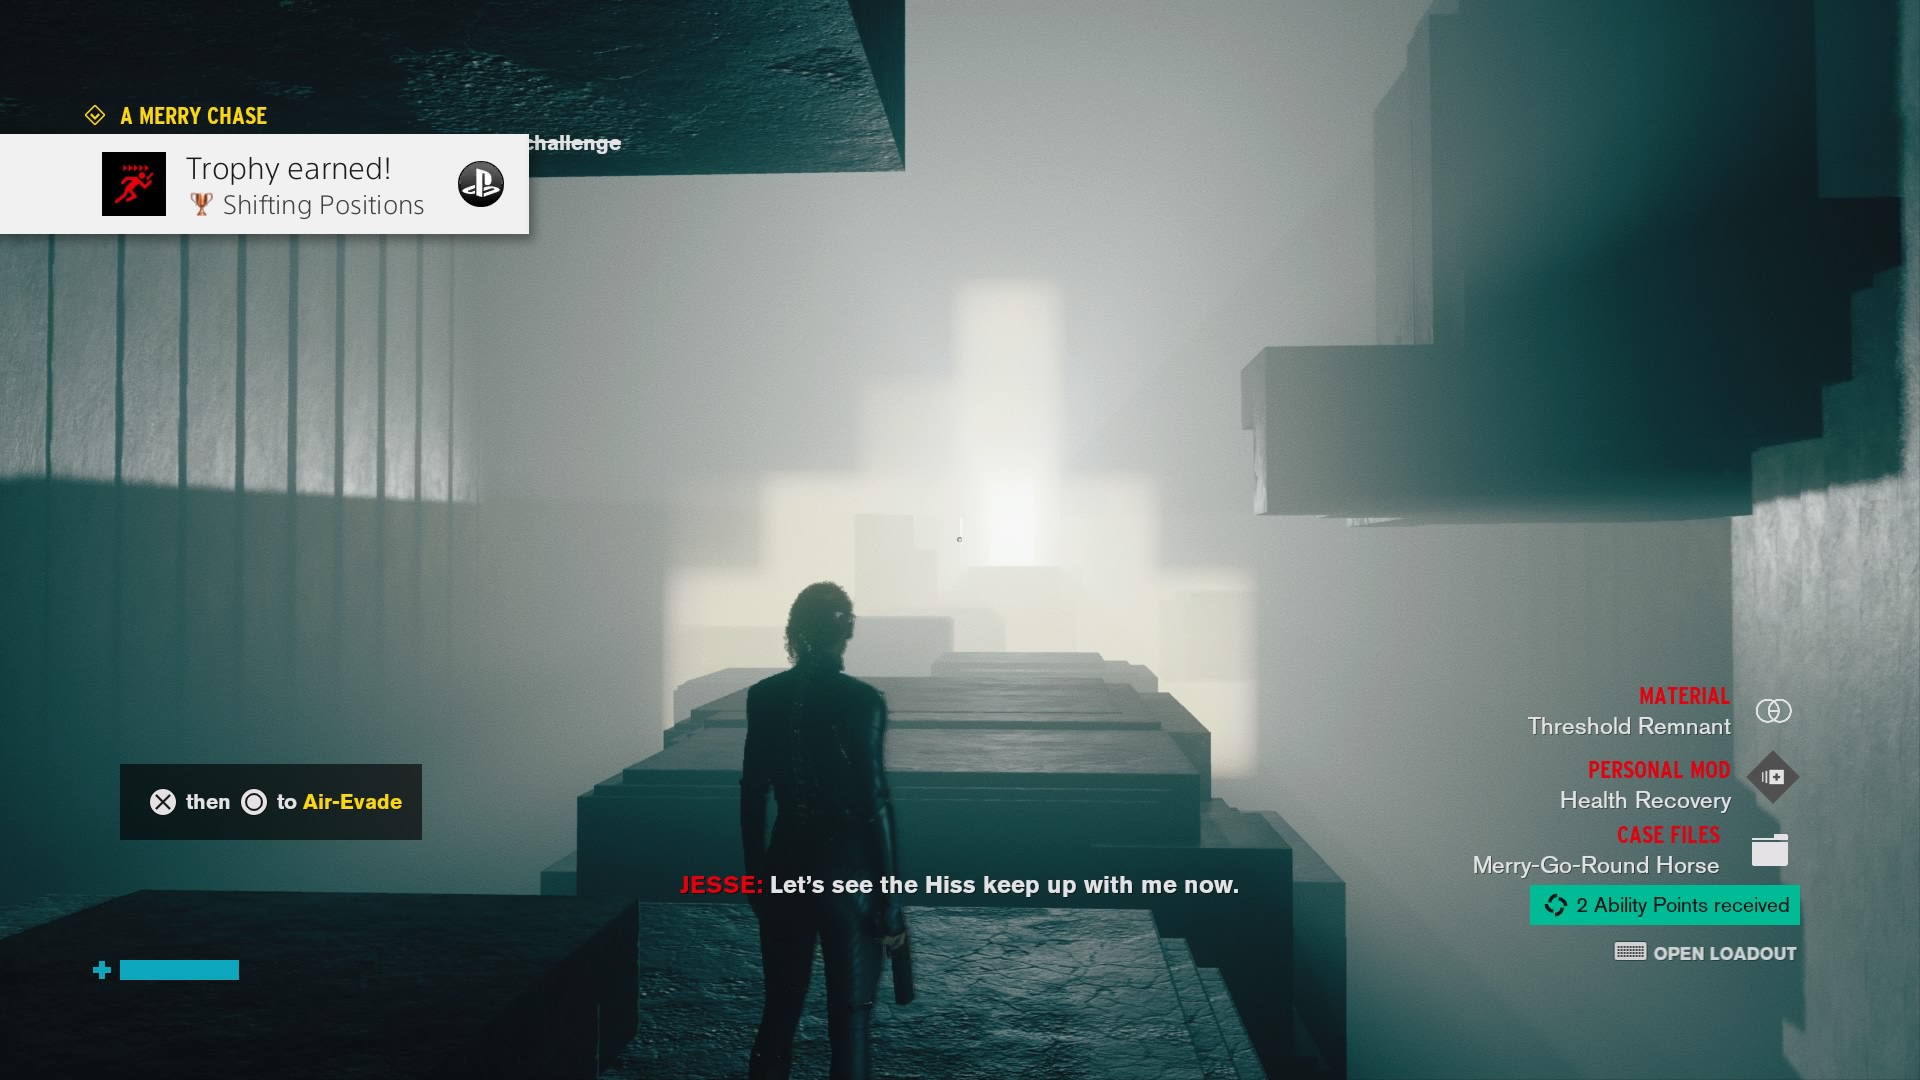 A MERRY CHASE
challenge
Trophy earned!
Shifting Positions
MATERIAL
Threshold Remnant
PERSONAL MOD
Health Recovery
then to Air-Evade
CASE FILES
Merry-Go-Round Horse
JESSE: Let's see the Hiss keep up with me now.
2 Ability Points received
OPEN LOADOUT